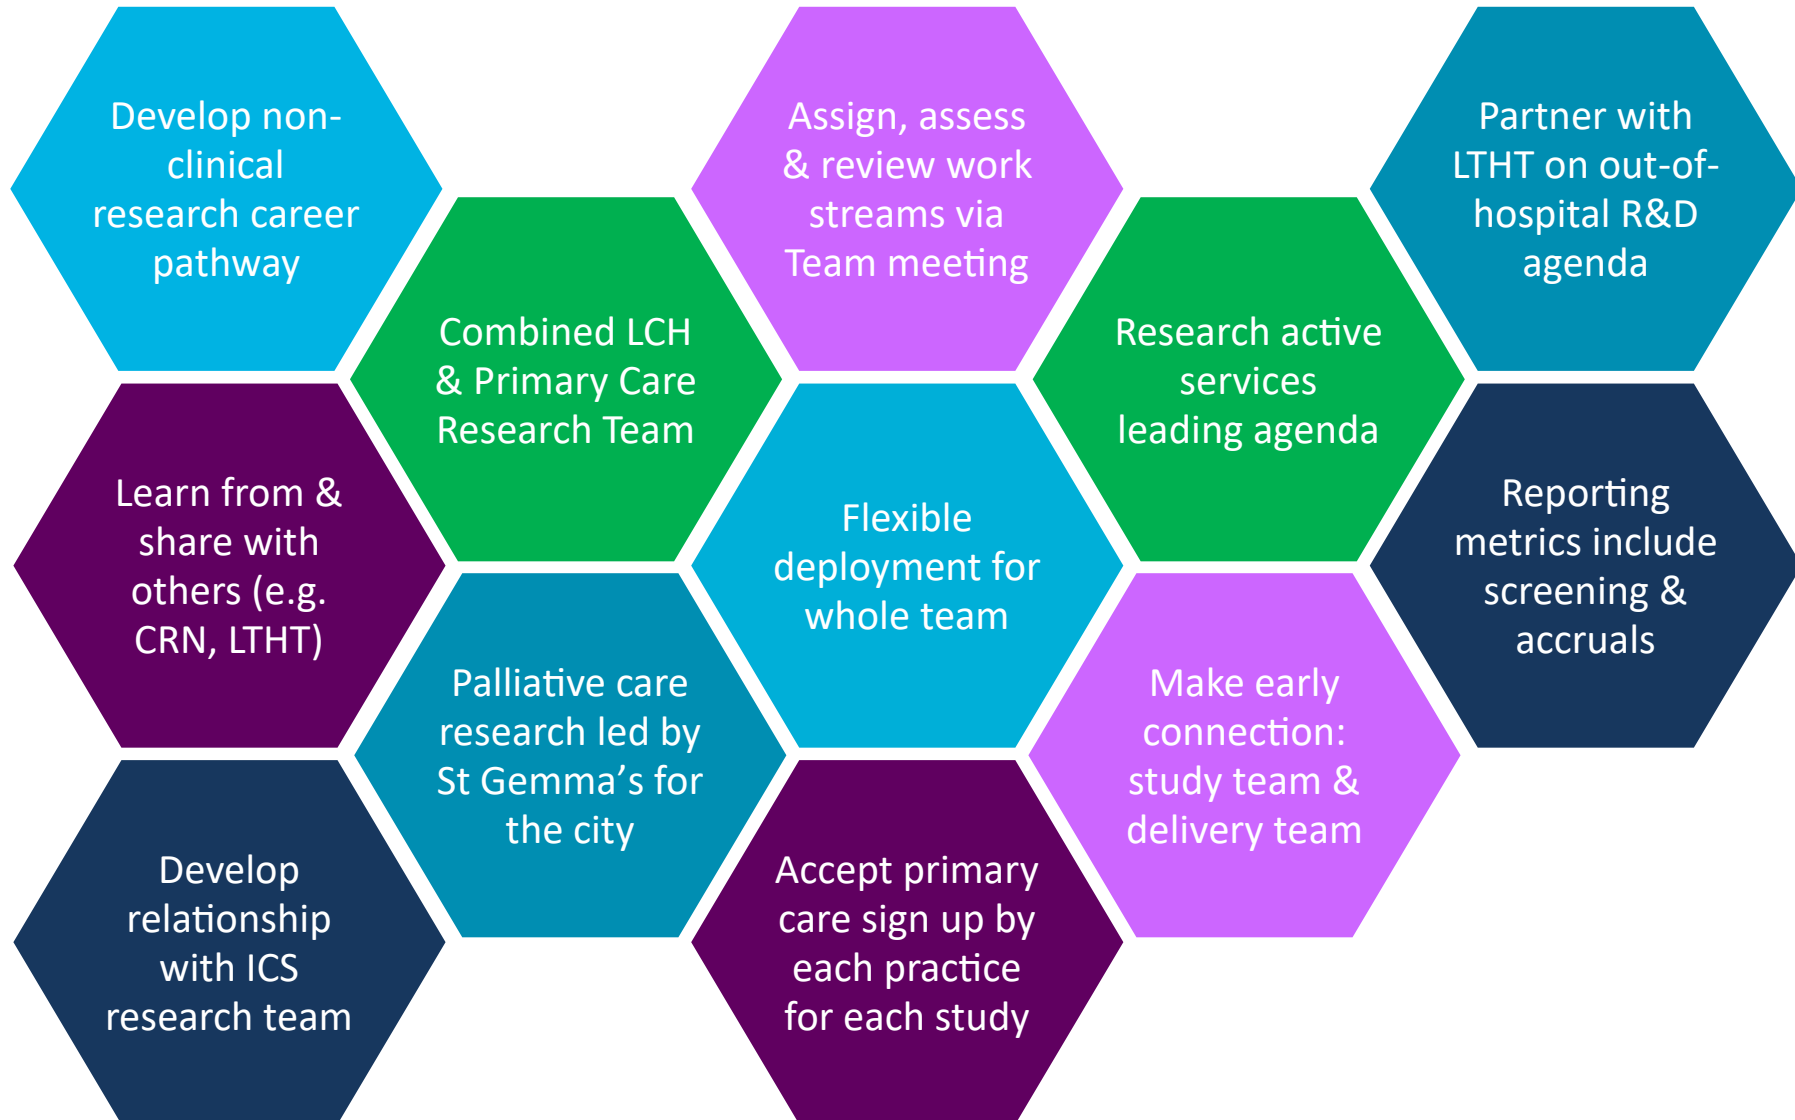 Develop non-
clinical
research career
pathway
Assign, assess
& review work
streams via
Team meeting
Partner with
LTHT on out-of-
hospital R&D
agenda
Combined LCH
& Primary Care
Research Team
Research active
services
leading agenda
Learn from &
share with
others (e.g.
CRN, LTHT)
Flexible
deployment for
whole team
Reporting
metrics include
screening &
accruals
Palliative care
research led by
St Gemma’s for
the city
Make early
connection:
study team &
delivery team
Develop
relationship
with ICS
research team
Accept primary
care sign up by
each practice
for each study